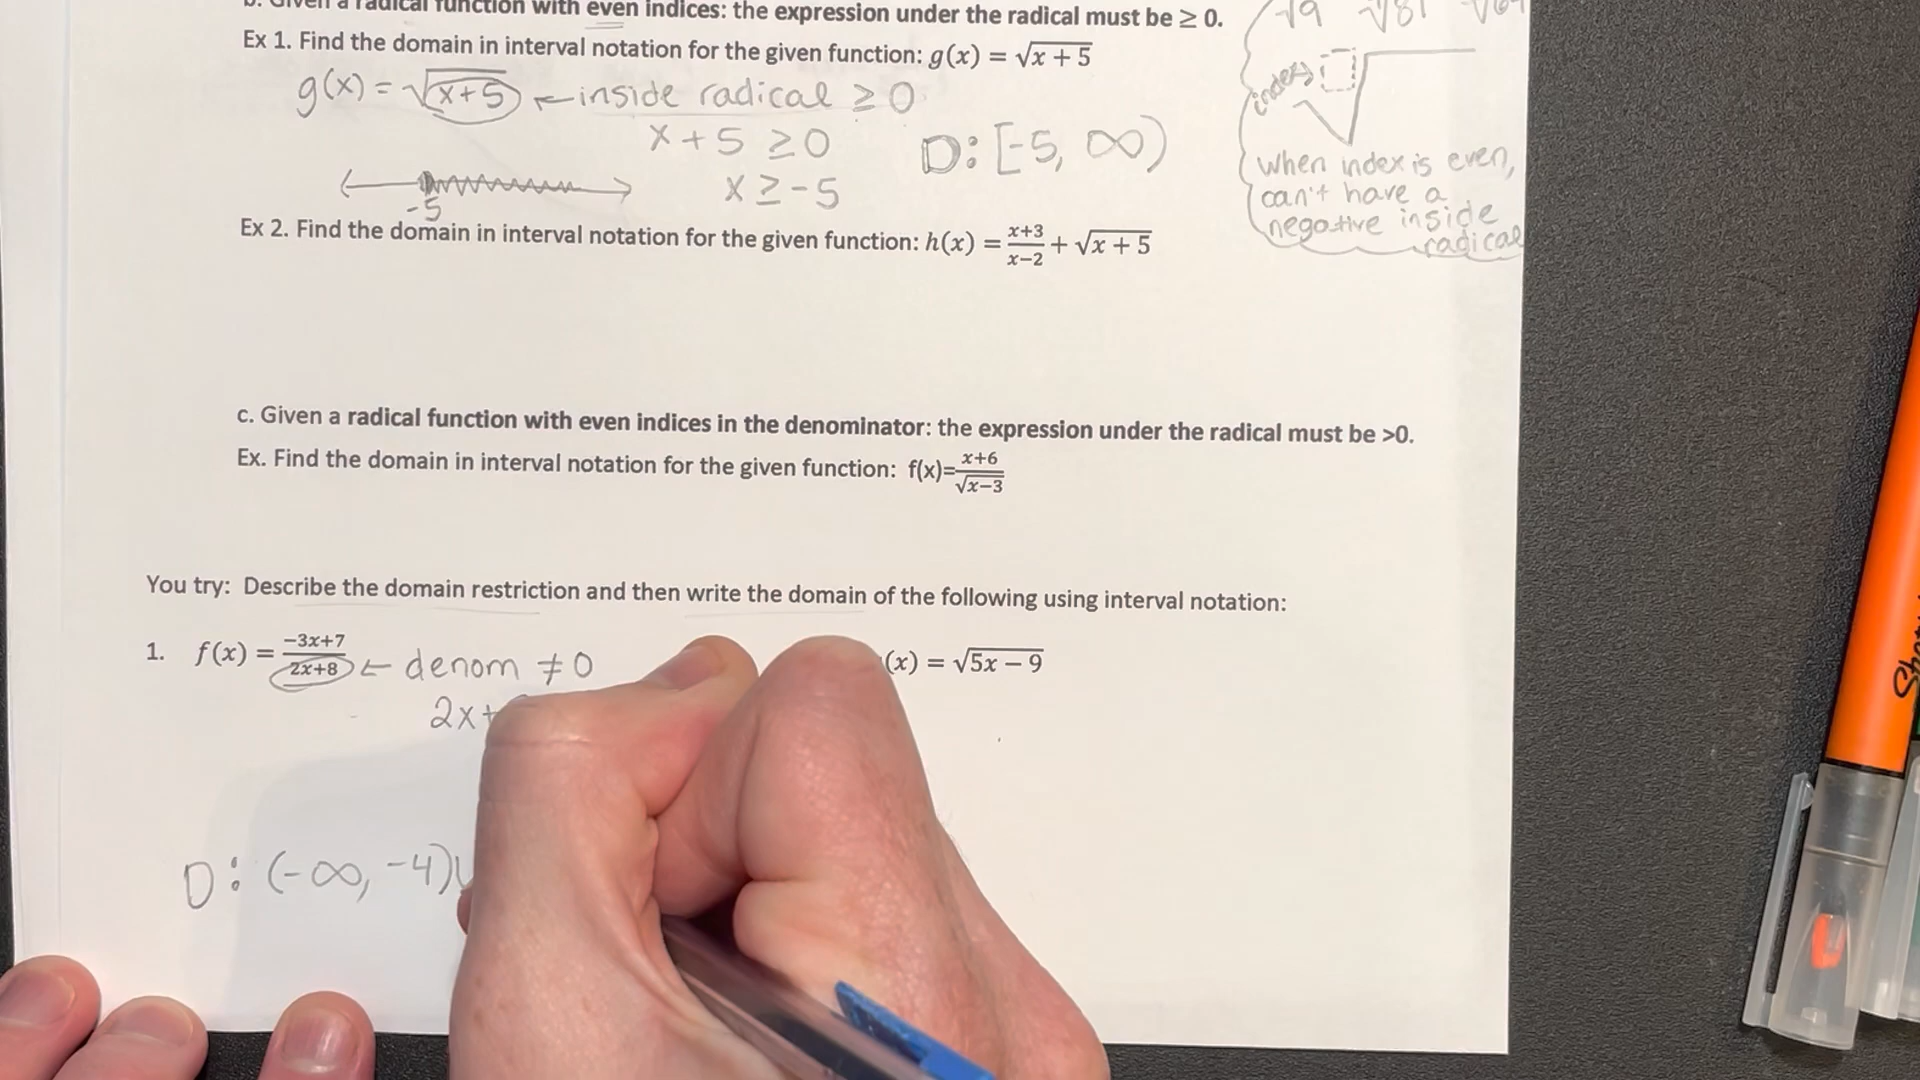 b. Given a radical function with even indices: the expression under the radical must be ≥ 0.
√9 ∜81
Ex 1. Find the domain in interval notation for the given function: g(x) = √x + 5
g(x) = √x+5 ← inside radical ≥ 0
index
x + 5 ≥ 0
D: [-5, ∞)
x ≥ -5
-5
when index is even,
can't have a
negative inside
radical
Ex 2. Find the domain in interval notation for the given function: h(x) = x+3/x−2 + √x + 5
c. Given a radical function with even indices in the denominator: the expression under the radical must be >0.
Ex. Find the domain in interval notation for the given function: f(x)=x+6/√x−3
You try: Describe the domain restriction and then write the domain of the following using interval notation:
1. f(x) = −3x+7/2x+8 ← denom ≠ 0
(x) = √5x − 9
2x+
D: (-∞, -4)
Sha